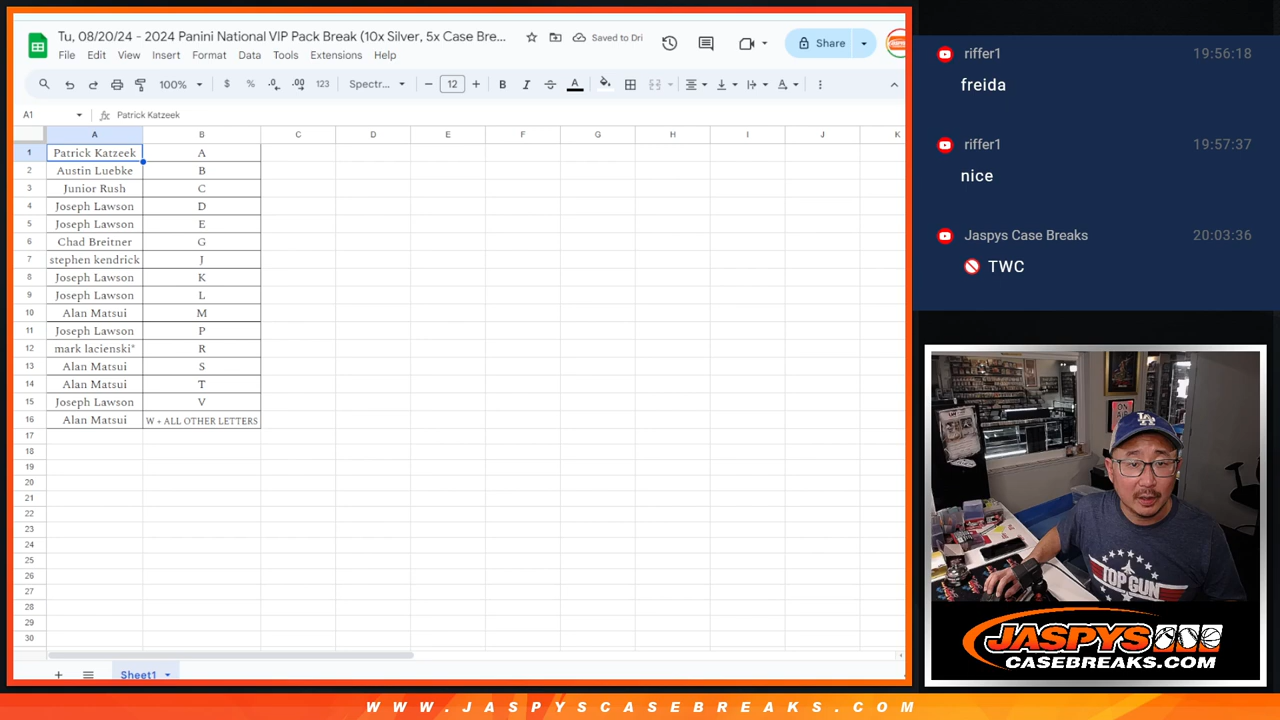 Tu, 08/20/24 - 2024 Panini National VIP Pack Break (10x Silver, 5x Case Bre...
Saved to Dri
Share
File Edit View Insert Format Data Tools Extensions Help
100% $ % .0 .00 123 Spectr... 12 B I A
A1 fx Patrick Katzeek
A B C D E F G H I J K
1 Patrick Katzeek A
2 Austin Luebke B
3 Junior Rush C
4 Joseph Lawson D
5 Joseph Lawson E
6 Chad Breitner G
7 stephen kendrick J
8 Joseph Lawson K
9 Joseph Lawson L
10 Alan Matsui M
11 Joseph Lawson P
12 mark lacienski* R
13 Alan Matsui S
14 Alan Matsui T
15 Joseph Lawson V
16 Alan Matsui W + ALL OTHER LETTERS
17
18
19
20
21
22
23
24
25
26
27
28
29
30
Sheet1
riffer1 19:56:18
freida
riffer1 19:57:37
nice
Jaspys Case Breaks 20:03:36
TWC
LA
TOP GUN
JASPYS
CASEBREAKS.COM
WWW.JASPYSCASEBREAKS.COM